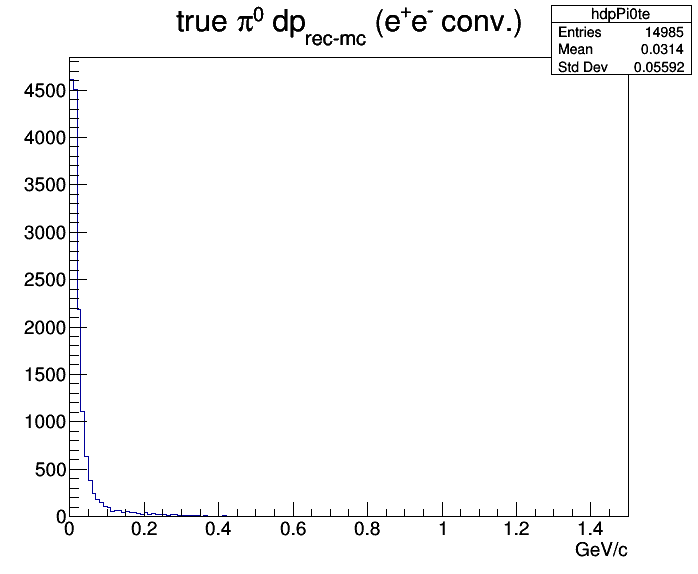 true π⁰ dp_rec-mc (e⁺e⁻ conv.)
hdpPi0te
Entries 14985
Mean 0.0314
Std Dev 0.05592
4500
4000
3500
3000
2500
2000
1500
1000
500
0
0 0.2 0.4 0.6 0.8 1 1.2 1.4
GeV/c